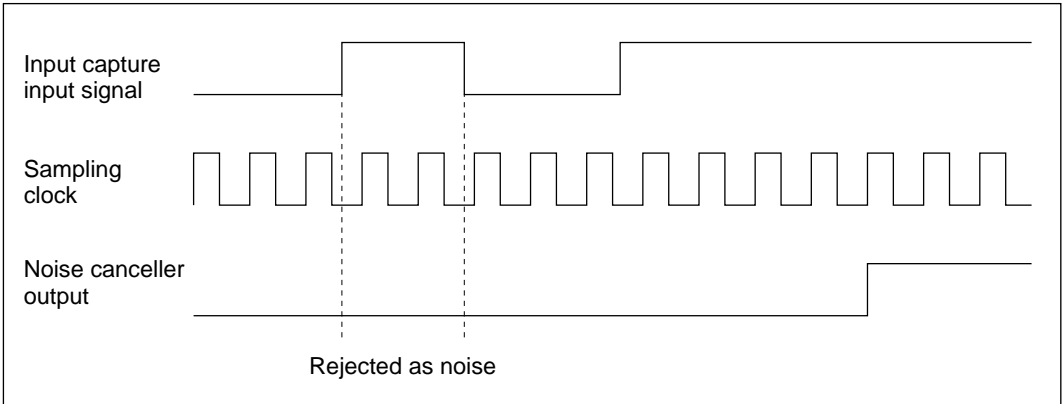 Input capture
input signal
Sampling
clock
Noise canceller
output
Rejected as noise